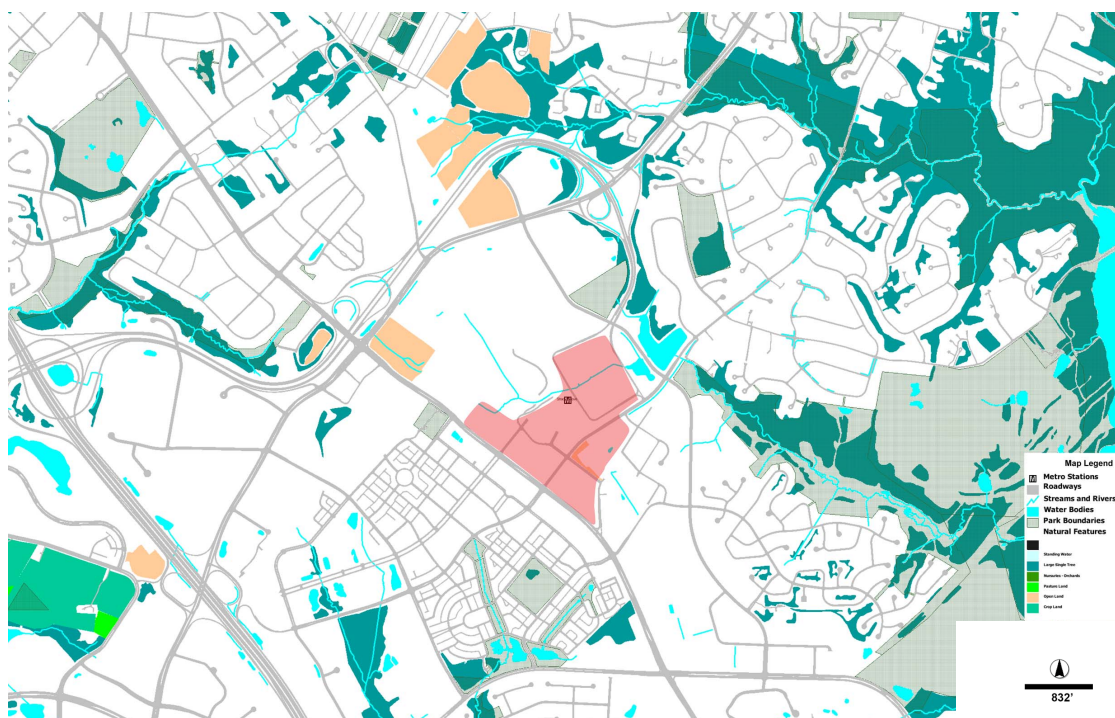 M
Map Legend
M Metro Stations
Roadways
Streams and Rivers
Water Bodies
Park Boundaries
Natural Features
Standing Water
Large Single Tree
Nurseries - Orchards
Pasture Land
Open Land
Crop Land
832'